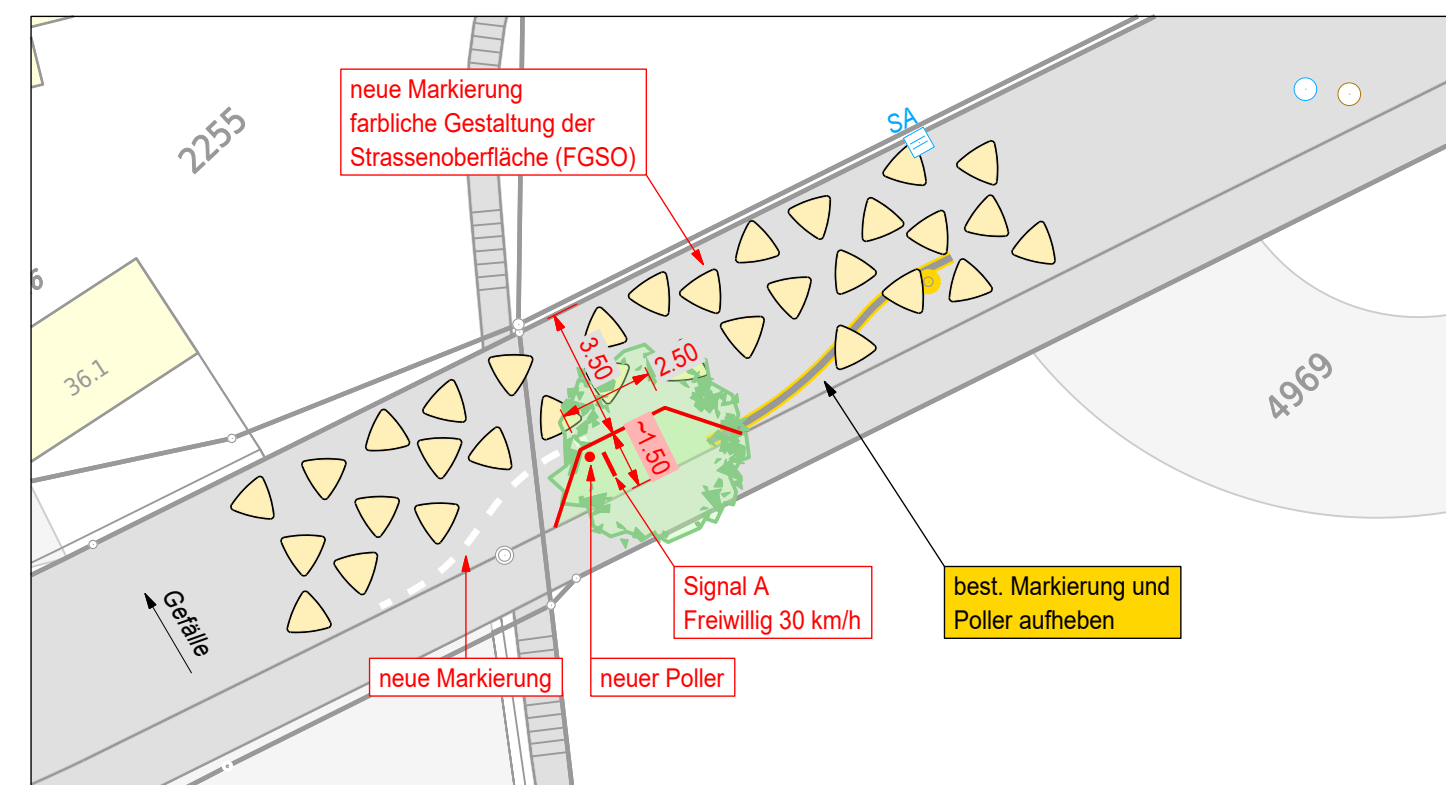 neue Markierung
farbliche Gestaltung der
Strassenoberfläche (FGSO)
SA
2255
6
36.1
3.50
2.50
~1.50
4969
Gefälle
Signal A
Freiwillig 30 km/h
best. Markierung und
Poller aufheben
neue Markierung
neuer Poller